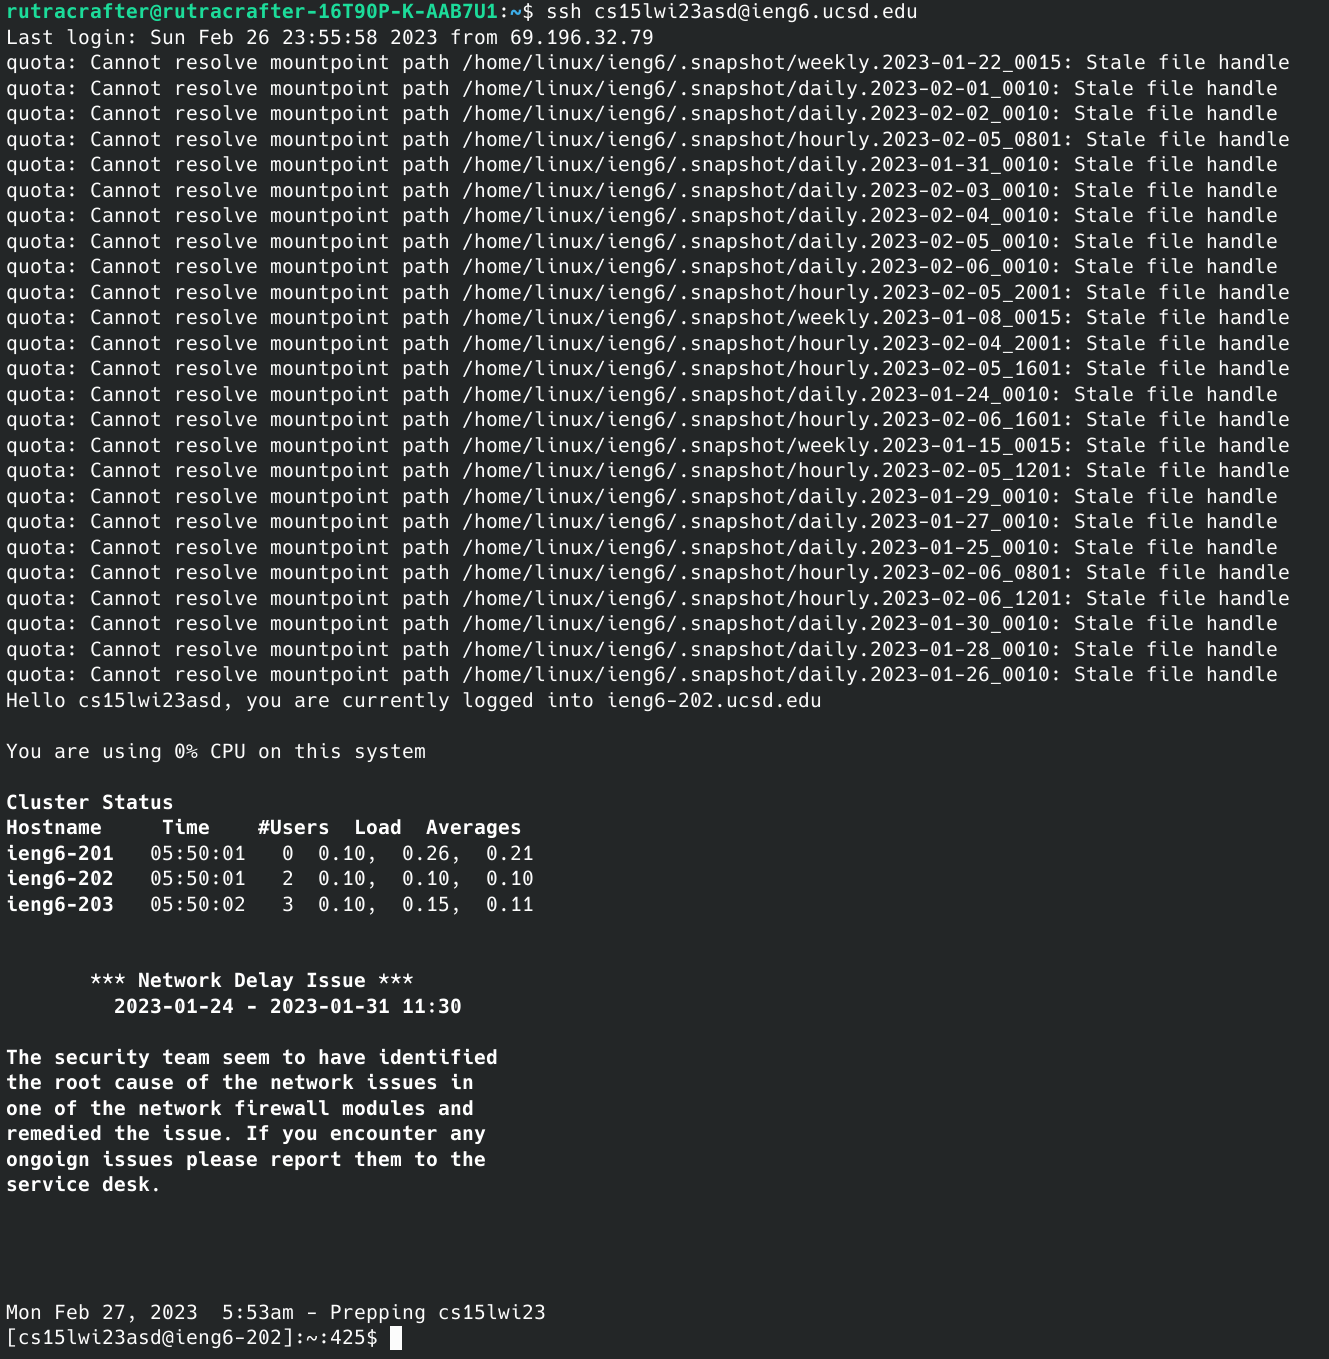 rutracrafter@rutracrafter-16T90P-K-AAB7U1:~$ ssh cs15lwi23asd@ieng6.ucsd.edu
Last login: Sun Feb 26 23:55:58 2023 from 69.196.32.79
quota: Cannot resolve mountpoint path /home/linux/ieng6/.snapshot/weekly.2023-01-22_0015: Stale file handle
quota: Cannot resolve mountpoint path /home/linux/ieng6/.snapshot/daily.2023-02-01_0010: Stale file handle
quota: Cannot resolve mountpoint path /home/linux/ieng6/.snapshot/daily.2023-02-02_0010: Stale file handle
quota: Cannot resolve mountpoint path /home/linux/ieng6/.snapshot/hourly.2023-02-05_0801: Stale file handle
quota: Cannot resolve mountpoint path /home/linux/ieng6/.snapshot/daily.2023-01-31_0010: Stale file handle
quota: Cannot resolve mountpoint path /home/linux/ieng6/.snapshot/daily.2023-02-03_0010: Stale file handle
quota: Cannot resolve mountpoint path /home/linux/ieng6/.snapshot/daily.2023-02-04_0010: Stale file handle
quota: Cannot resolve mountpoint path /home/linux/ieng6/.snapshot/daily.2023-02-05_0010: Stale file handle
quota: Cannot resolve mountpoint path /home/linux/ieng6/.snapshot/daily.2023-02-06_0010: Stale file handle
quota: Cannot resolve mountpoint path /home/linux/ieng6/.snapshot/hourly.2023-02-05_2001: Stale file handle
quota: Cannot resolve mountpoint path /home/linux/ieng6/.snapshot/weekly.2023-01-08_0015: Stale file handle
quota: Cannot resolve mountpoint path /home/linux/ieng6/.snapshot/hourly.2023-02-04_2001: Stale file handle
quota: Cannot resolve mountpoint path /home/linux/ieng6/.snapshot/hourly.2023-02-05_1601: Stale file handle
quota: Cannot resolve mountpoint path /home/linux/ieng6/.snapshot/daily.2023-01-24_0010: Stale file handle
quota: Cannot resolve mountpoint path /home/linux/ieng6/.snapshot/hourly.2023-02-06_1601: Stale file handle
quota: Cannot resolve mountpoint path /home/linux/ieng6/.snapshot/weekly.2023-01-15_0015: Stale file handle
quota: Cannot resolve mountpoint path /home/linux/ieng6/.snapshot/hourly.2023-02-05_1201: Stale file handle
quota: Cannot resolve mountpoint path /home/linux/ieng6/.snapshot/daily.2023-01-29_0010: Stale file handle
quota: Cannot resolve mountpoint path /home/linux/ieng6/.snapshot/daily.2023-01-27_0010: Stale file handle
quota: Cannot resolve mountpoint path /home/linux/ieng6/.snapshot/daily.2023-01-25_0010: Stale file handle
quota: Cannot resolve mountpoint path /home/linux/ieng6/.snapshot/hourly.2023-02-06_0801: Stale file handle
quota: Cannot resolve mountpoint path /home/linux/ieng6/.snapshot/hourly.2023-02-06_1201: Stale file handle
quota: Cannot resolve mountpoint path /home/linux/ieng6/.snapshot/daily.2023-01-30_0010: Stale file handle
quota: Cannot resolve mountpoint path /home/linux/ieng6/.snapshot/daily.2023-01-28_0010: Stale file handle
quota: Cannot resolve mountpoint path /home/linux/ieng6/.snapshot/daily.2023-01-26_0010: Stale file handle
Hello cs15lwi23asd, you are currently logged into ieng6-202.ucsd.edu
You are using 0% CPU on this system
Cluster Status
Hostname Time #Users Load Averages
ieng6-201 05:50:01 0 0.10, 0.26, 0.21
ieng6-202 05:50:01 2 0.10, 0.10, 0.10
ieng6-203 05:50:02 3 0.10, 0.15, 0.11
*** Network Delay Issue ***
2023-01-24 - 2023-01-31 11:30
The security team seem to have identified
the root cause of the network issues in
one of the network firewall modules and
remedied the issue. If you encounter any
ongoign issues please report them to the
service desk.
Mon Feb 27, 2023 5:53am - Prepping cs15lwi23
[cs15lwi23asd@ieng6-202]:~:425$